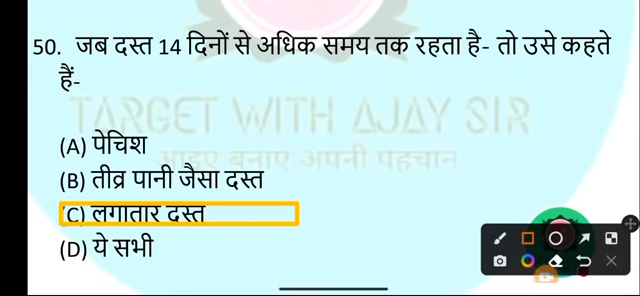 50. जब दस्त 14 दिनों से अधिक समय तक रहता है- तो उसे कहते
हैं-
TARGET WITH AJAY SIR
आइए बनाए अपनी पहचान
(A) पेचिश
(B) तीव्र पानी जैसा दस्त
(C) लगातार दस्त
(D) ये सभी